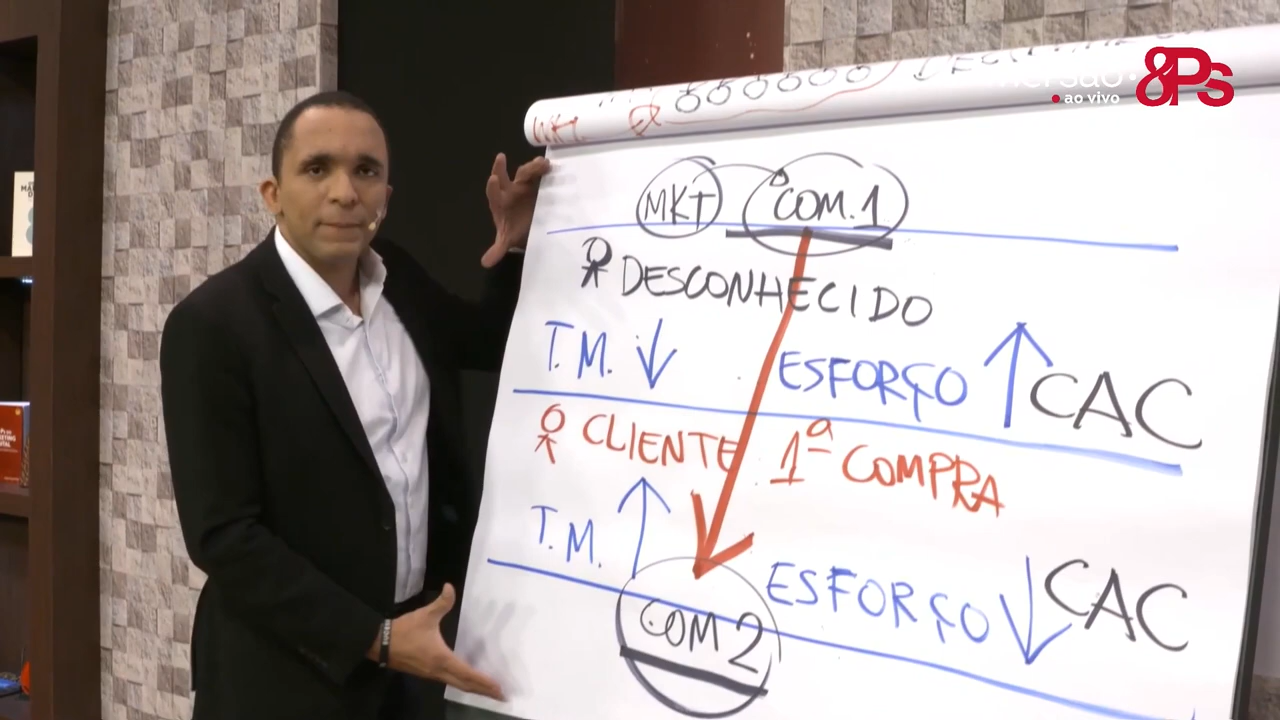 8Ps
ao vivo
MKT COM.1
DESCONHECIDO
T.M. ESFORÇO CAC
CLIENTE 1ª COMPRA
T.M. ESFORÇO CAC
COM 2